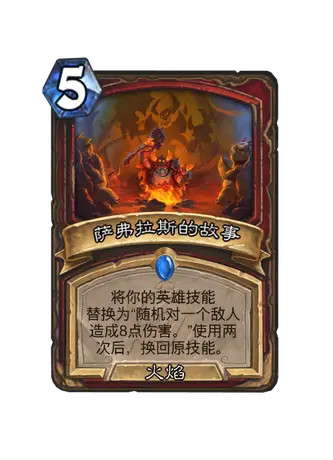 5
萨弗拉斯的故事
将你的英雄技能
替换为“随机对一个敌人
造成8点伤害。”使用两
次后，换回原技能。
火焰